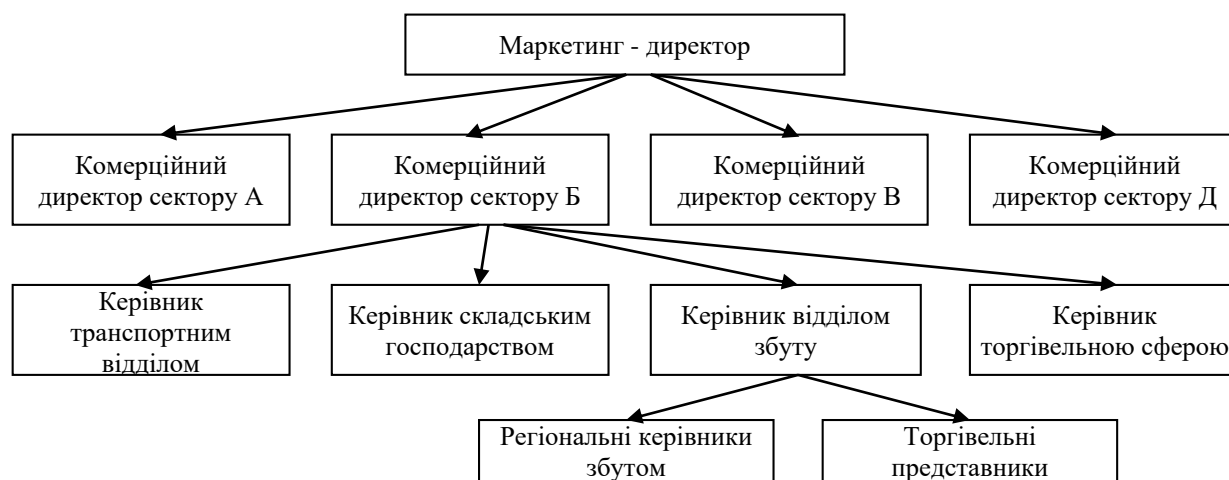 Маркетинг - директор
Комерційний
директор сектору А
Комерційний
директор сектору Б
Комерційний
директор сектору В
Комерційний
директор сектору Д
Керівник
транспортним
відділом
Керівник складським
господарством
Керівник відділом
збуту
Керівник
торгівельною сферою
Регіональні керівники
збутом
Торгівельні
представники